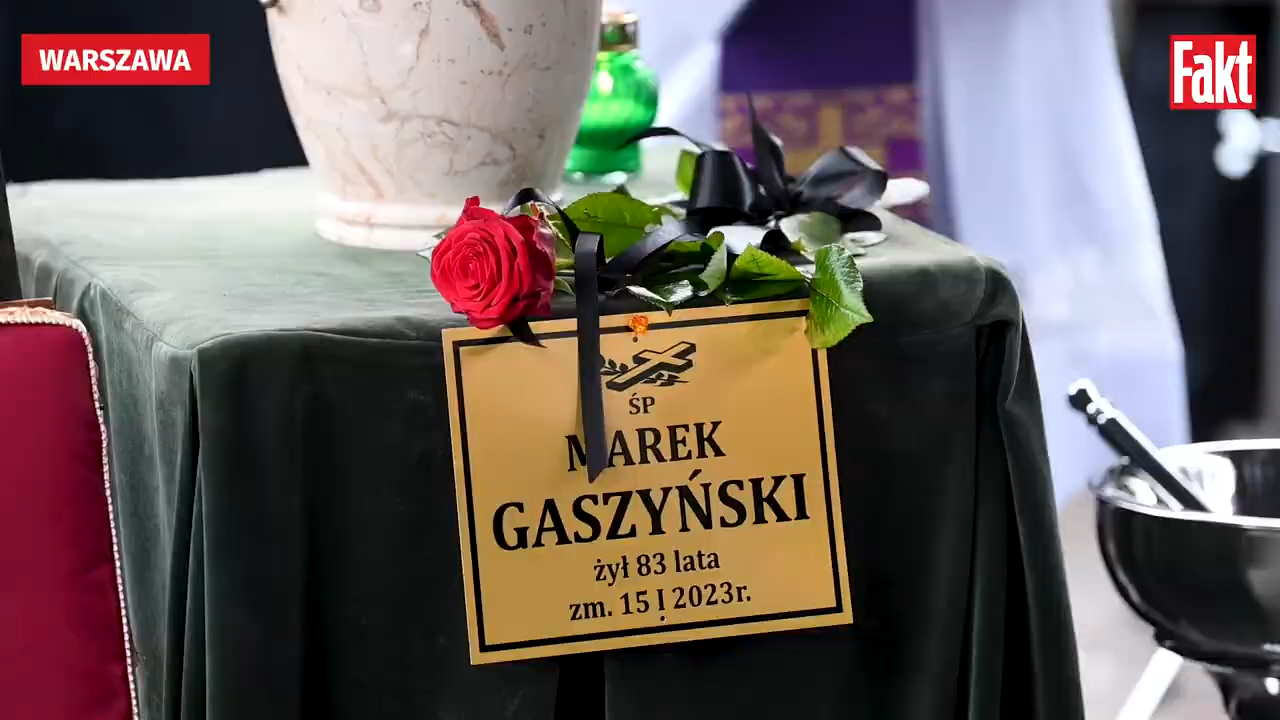 WARSZAWA
Fakt
ŚP
MAREK
GASZYŃSKI
żył 83 lata
zm. 15 I 2023r.